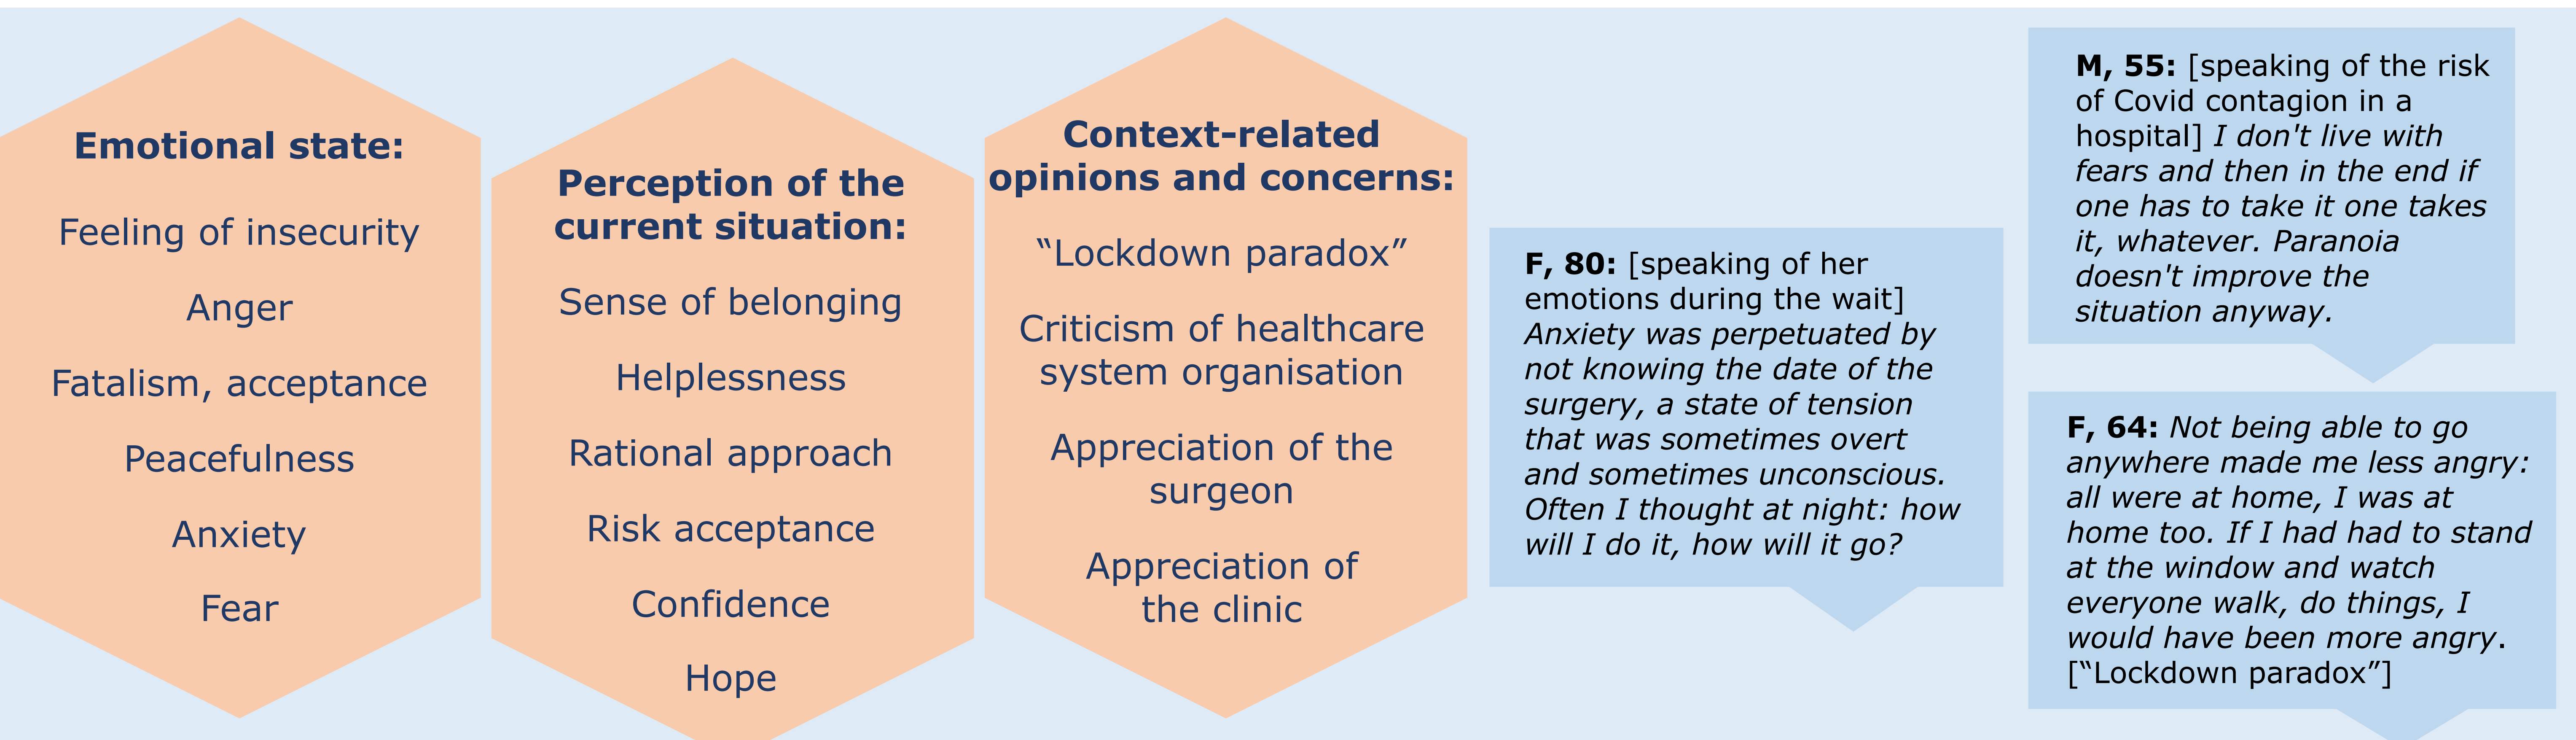 Emotional state:
Feeling of insecurity
Anger
Fatalism, acceptance
Peacefulness
Anxiety
Fear
Perception of the
current situation:
Sense of belonging
Helplessness
Rational approach
Risk acceptance
Confidence
Hope
Context-related
opinions and concerns:
“Lockdown paradox”
Criticism of healthcare
system organisation
Appreciation of the
surgeon
Appreciation of
the clinic
F, 80: [speaking of her
emotions during the wait]
Anxiety was perpetuated by
not knowing the date of the
surgery, a state of tension
that was sometimes overt
and sometimes unconscious.
Often I thought at night: how
will I do it, how will it go?
M, 55: [speaking of the risk
of Covid contagion in a
hospital] I don't live with
fears and then in the end if
one has to take it one takes
it, whatever. Paranoia
doesn't improve the
situation anyway.
F, 64: Not being able to go
anywhere made me less angry:
all were at home, I was at
home too. If I had had to stand
at the window and watch
everyone walk, do things, I
would have been more angry.
[“Lockdown paradox”]